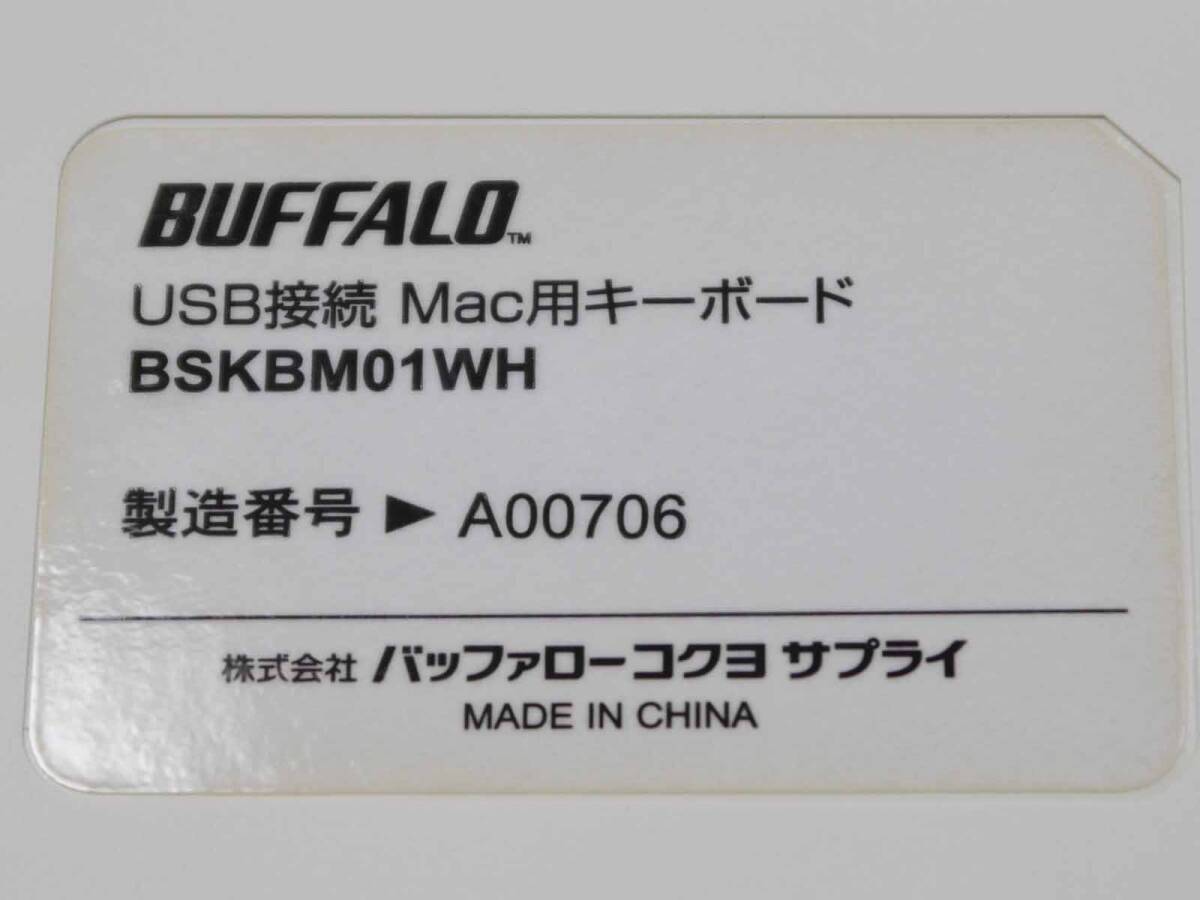 BUFFALO™
USB接続 Mac用キーボード
BSKBM01WH
製造番号 ▶ A00706
株式会社 バッファローコクヨ サプライ
MADE IN CHINA